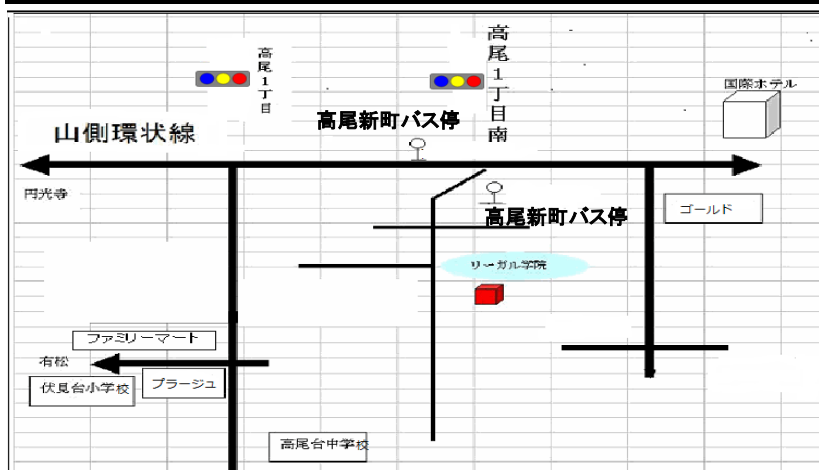 高尾1丁目
高尾1丁目南
国際ホテル
高尾新町バス停
山側環状線
円光寺
高尾新町バス停
ゴールド
リーガル学院
ファミリーマート
有松
伏見台小学校
プラージュ
高尾台中学校